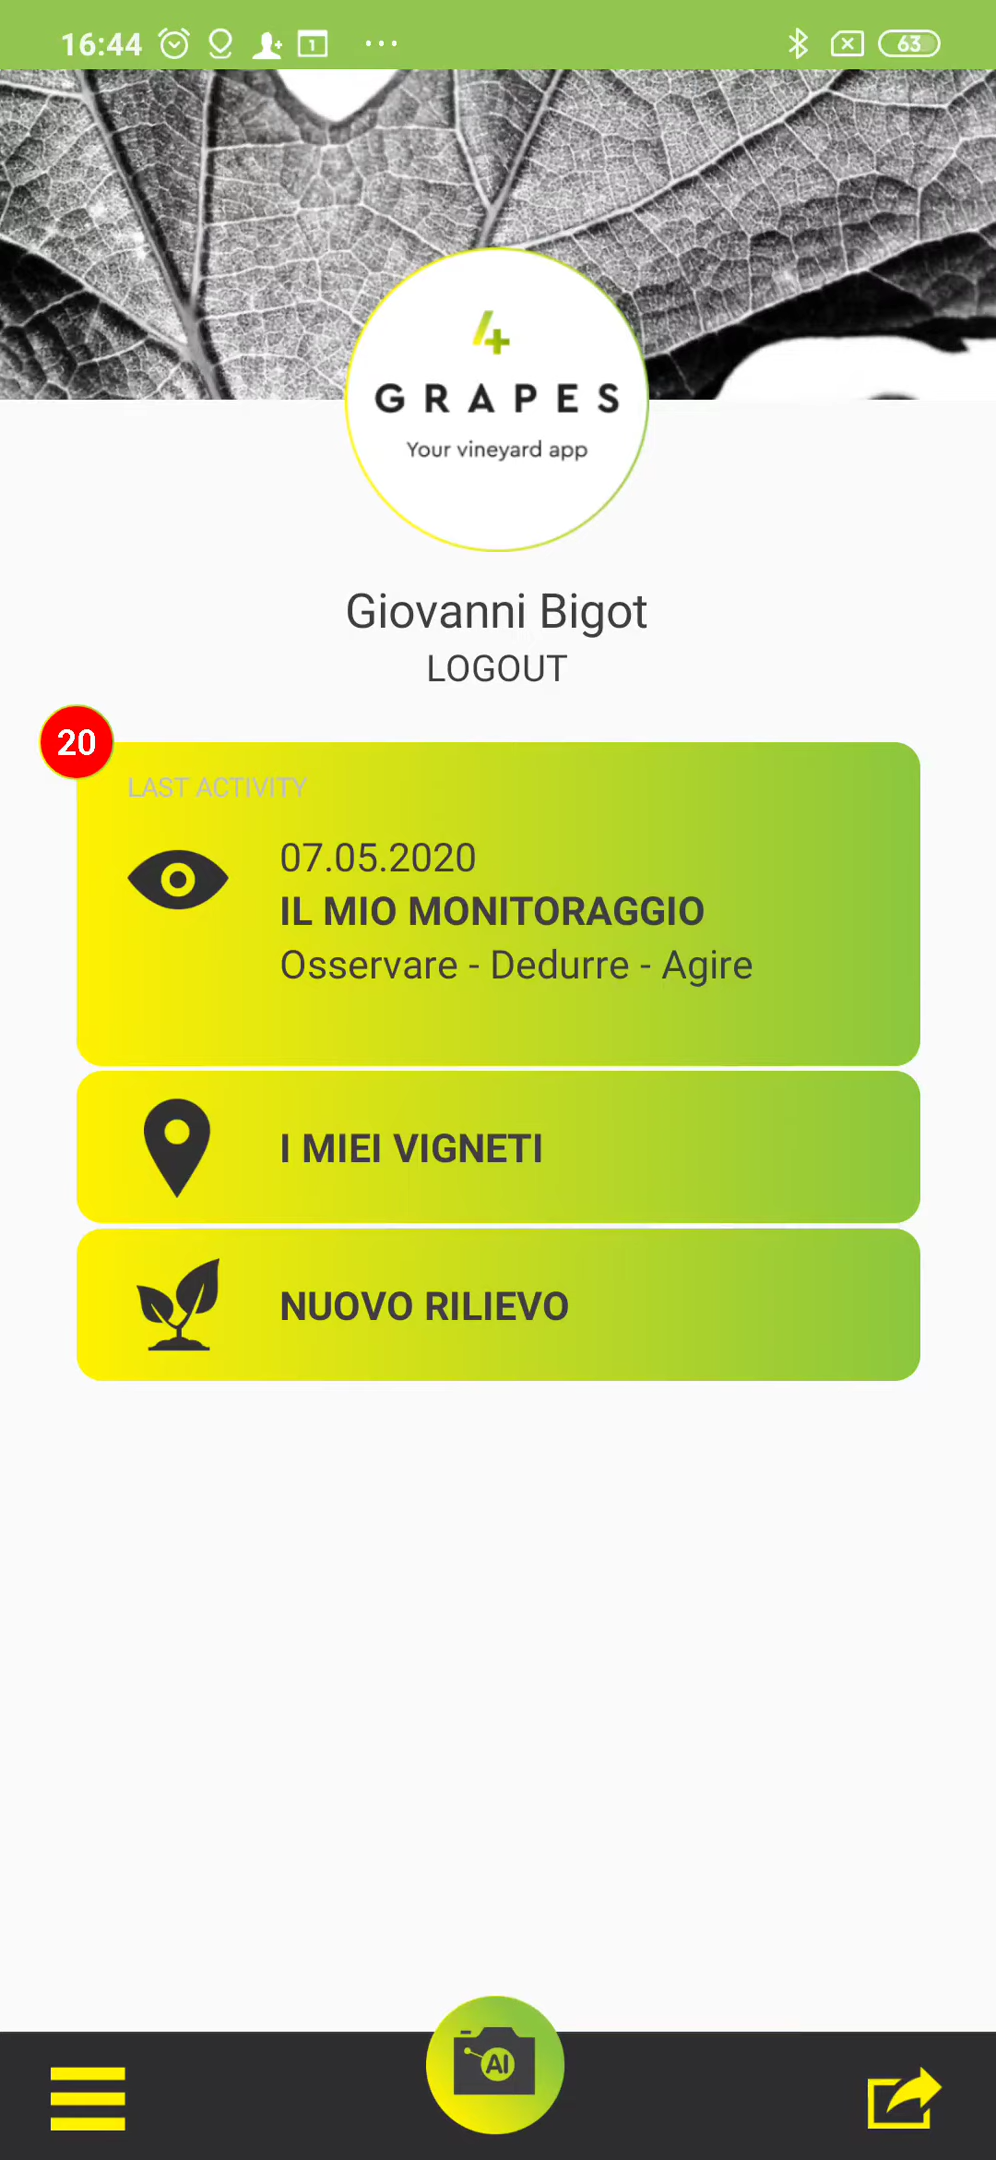 16:44
1
63
4+
GRAPES
Your vineyard app
Giovanni Bigot
LOGOUT
20
LAST ACTIVITY
07.05.2020
IL MIO MONITORAGGIO
Osservare - Dedurre - Agire
I MIEI VIGNETI
NUOVO RILIEVO
AI